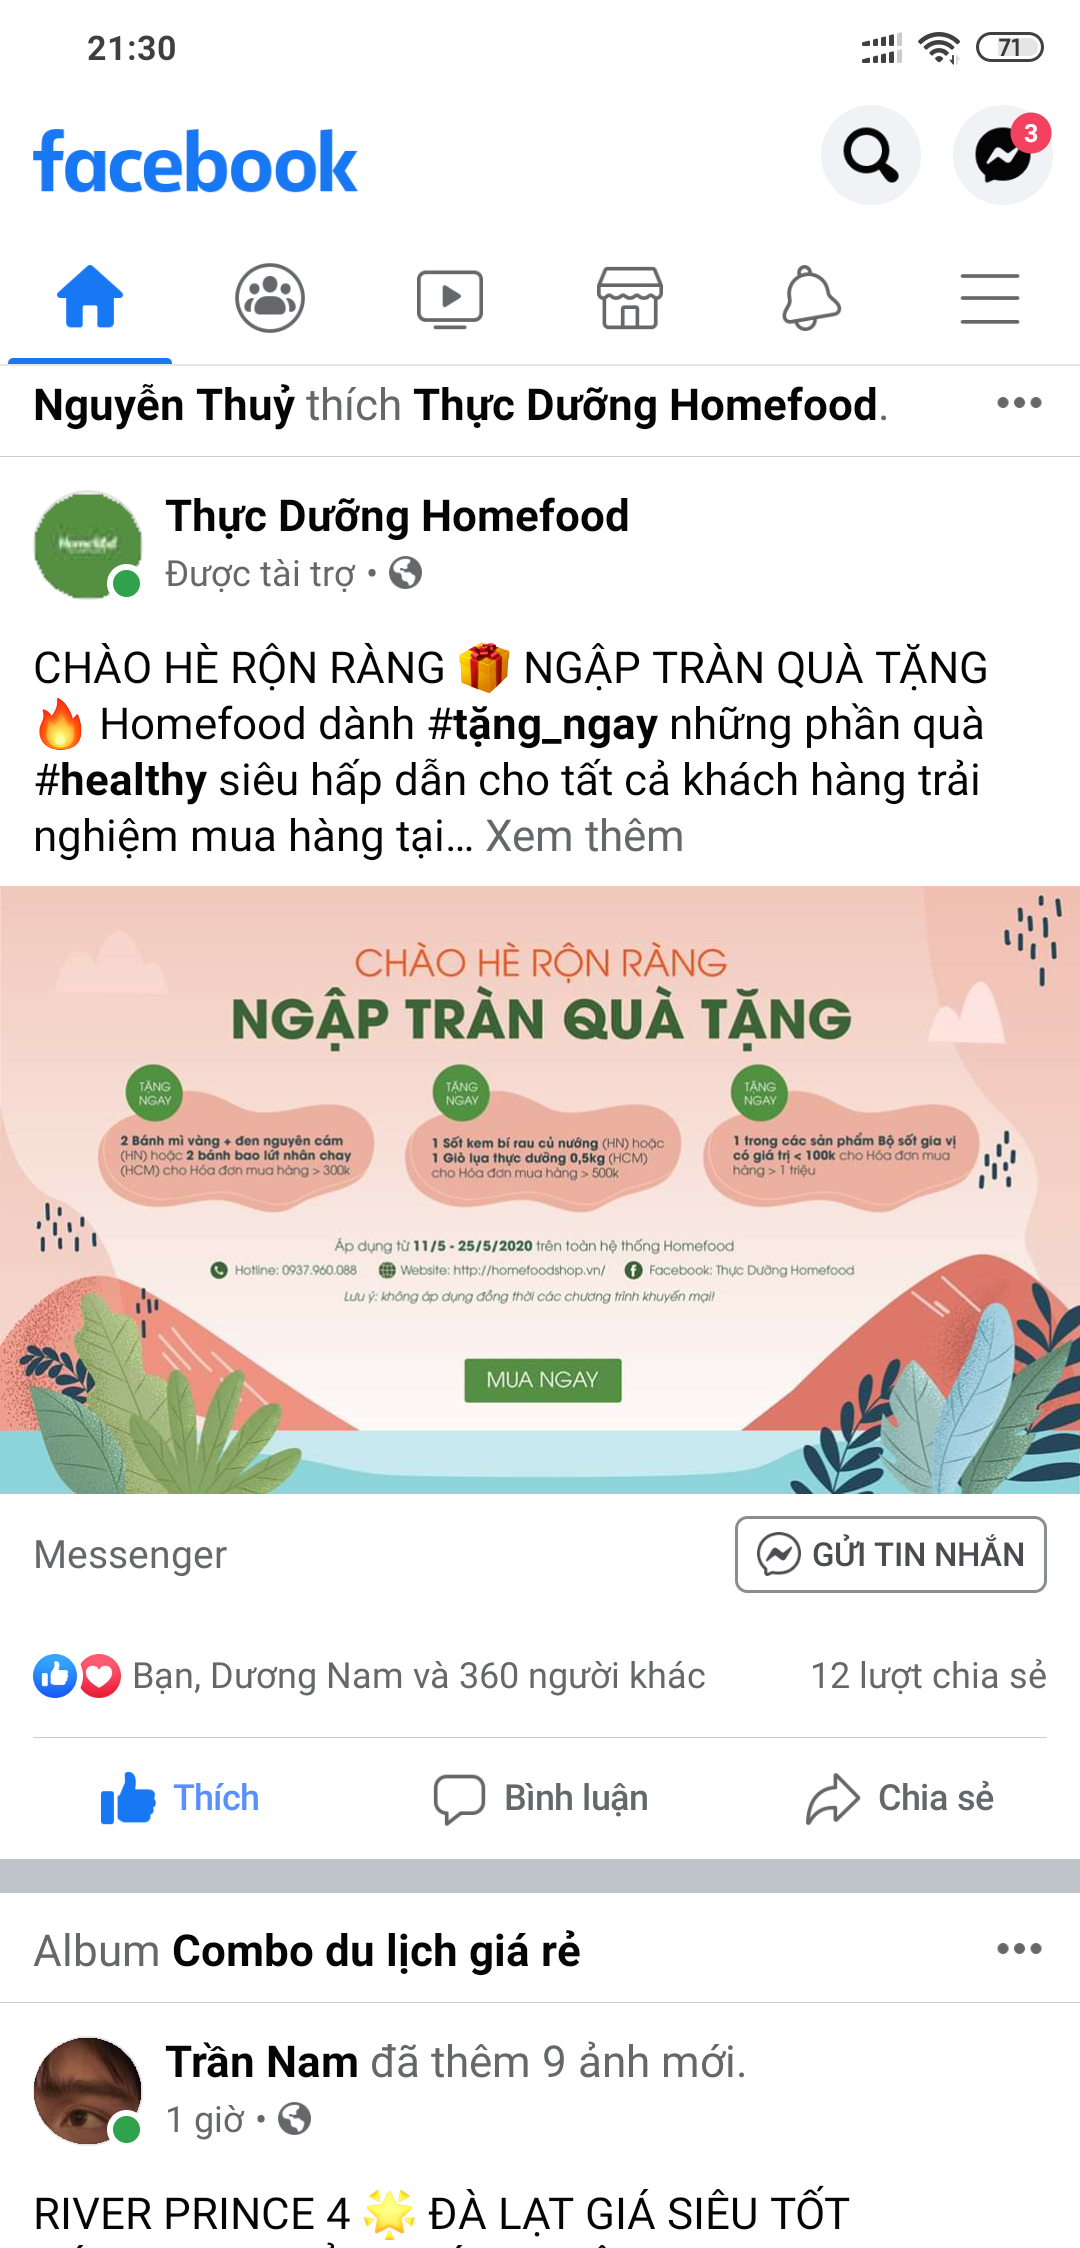 21:30
71
facebook
3
Nguyễn Thuỷ thích Thực Dưỡng Homefood.
Homefood
Thực Dưỡng Homefood
Được tài trợ •
CHÀO HÈ RỘN RÀNG 🎁 NGẬP TRÀN QUÀ TẶNG
🔥 Homefood dành #tặng_ngay những phần quà
#healthy siêu hấp dẫn cho tất cả khách hàng trải
nghiệm mua hàng tại... Xem thêm
CHÀO HÈ RỘN RÀNG
NGẬP TRÀN QUÀ TẶNG
TẶNG
NGAY
2 Bánh mì vàng + đen nguyên cám
(HN) hoặc 2 bánh bao lứt nhân chay
(HCM) cho Hóa đơn mua hàng > 300k
TẶNG
NGAY
1 Sốt kem bí rau củ nướng (HN) hoặc
1 Giò lụa thực dưỡng 0,5kg (HCM)
cho Hóa đơn mua hàng > 500k
TẶNG
NGAY
1 trong các sản phẩm Bộ sốt gia vị
có giá trị < 100k cho Hóa đơn mua
hàng > 1 triệu
Áp dụng từ 11/5 - 25/5/2020 trên toàn hệ thống Homefood
Hotline: 0937.960.088 Website: http://homefoodshop.vn/ Facebook: Thực Dưỡng Homefood
Lưu ý: không áp dụng đồng thời các chương trình khuyến mại!
MUA NGAY
Messenger
GỬI TIN NHẮN
Bạn, Dương Nam và 360 người khác 12 lượt chia sẻ
Thích Bình luận Chia sẻ
Album Combo du lịch giá rẻ
Trần Nam đã thêm 9 ảnh mới.
1 giờ •
RIVER PRINCE 4 🌟 ĐÀ LẠT GIÁ SIÊU TỐT